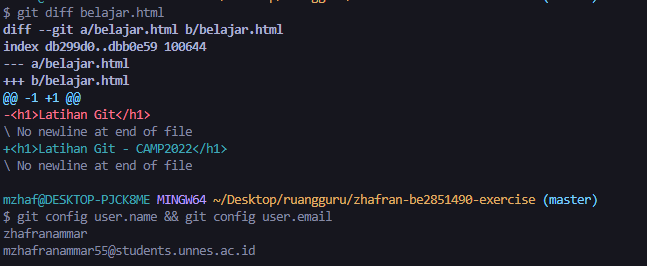 $ git diff belajar.html
diff --git a/belajar.html b/belajar.html
index db299d0..dbb0e59 100644
--- a/belajar.html
+++ b/belajar.html
@@ -1 +1 @@
-<h1>Latihan Git</h1>
\ No newline at end of file
+<h1>Latihan Git - CAMP2022</h1>
\ No newline at end of file
mzhaf@DESKTOP-PJCK8ME MINGW64 ~/Desktop/ruangguru/zhafran-be2851490-exercise (master)
$ git config user.name && git config user.email
zhafranammar
mzhafranammar55@students.unnes.ac.id